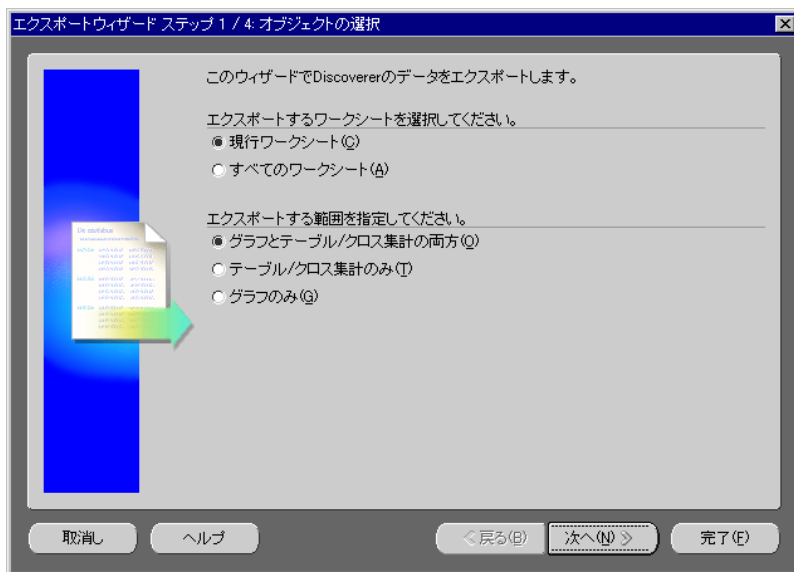 エクスポートウィザード ステップ 1 / 4: オブジェクトの選択
このウィザードでDiscovererのデータをエクスポートします。
エクスポートするワークシートを選択してください。
現行ワークシート(C)
すべてのワークシート(A)
エクスポートする範囲を指定してください。
グラフとテーブル/クロス集計の両方(O)
テーブル/クロス集計のみ(T)
グラフのみ(G)
取消し
ヘルプ
戻る(B)
次へ(N)
完了(F)